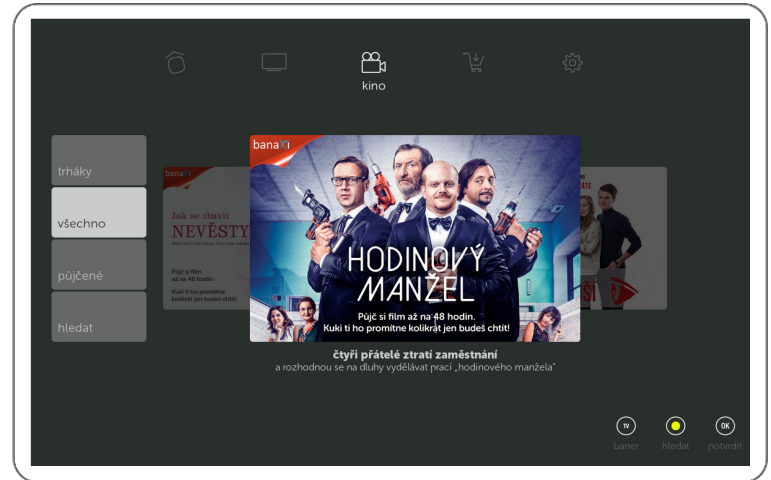 kino
trháky
všechno
půjčené
hledat
banaXi
Jak se zbavit
NEVĚSTY
Půjč si film
až na 48 hodin.
Kuki ti ho promítne
kolikrát jen budeš chtít!
banaXi
HODINOVÝ
MANŽEL
Půjč si film až na 48 hodin.
Kuki ti ho promítne kolikrát jen budeš chtít!
čtyři přátelé ztratí zaměstnání
a rozhodnou se na dluhy vydělávat prací „hodinového manžela"
TV
OK
hledat
potvrdit